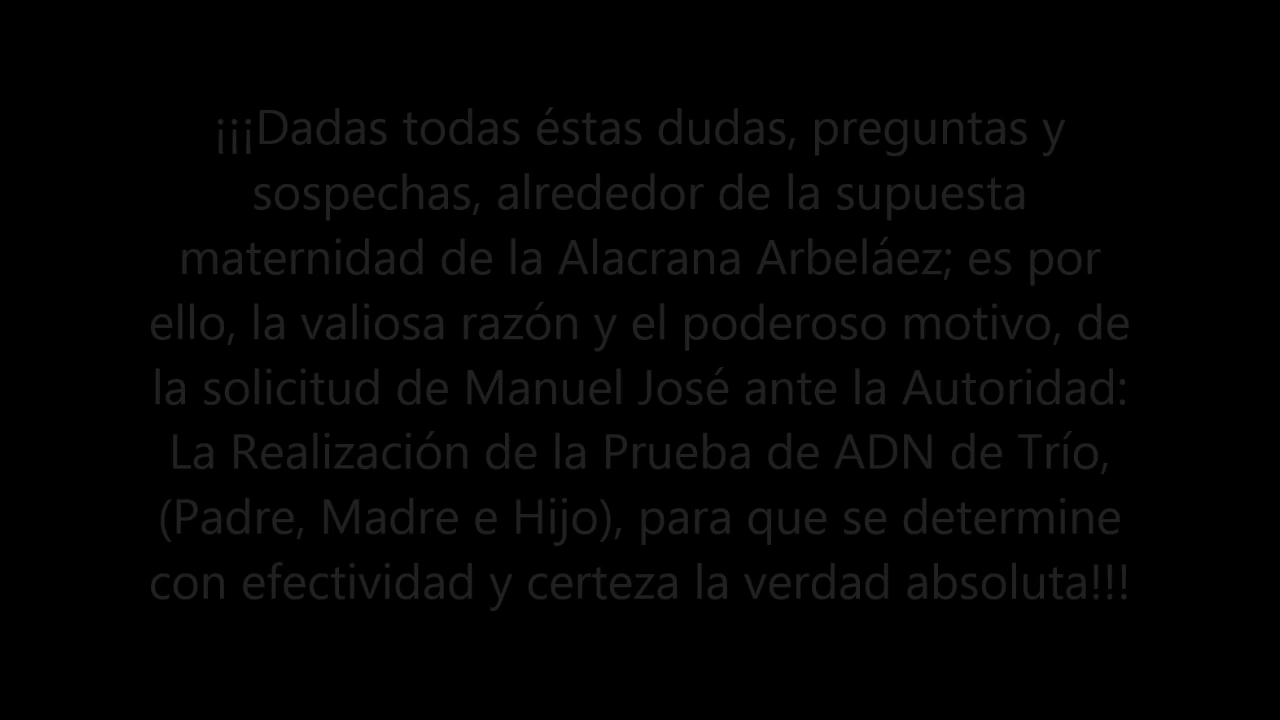 ¡¡¡Dadas todas éstas dudas, preguntas y
sospechas, alrededor de la supuesta
maternidad de la Alacrana Arbeláez; es por
ello, la valiosa razón y el poderoso motivo, de
la solicitud de Manuel José ante la Autoridad:
La Realización de la Prueba de ADN de Trío,
(Padre, Madre e Hijo), para que se determine
con efectividad y certeza la verdad absoluta!!!